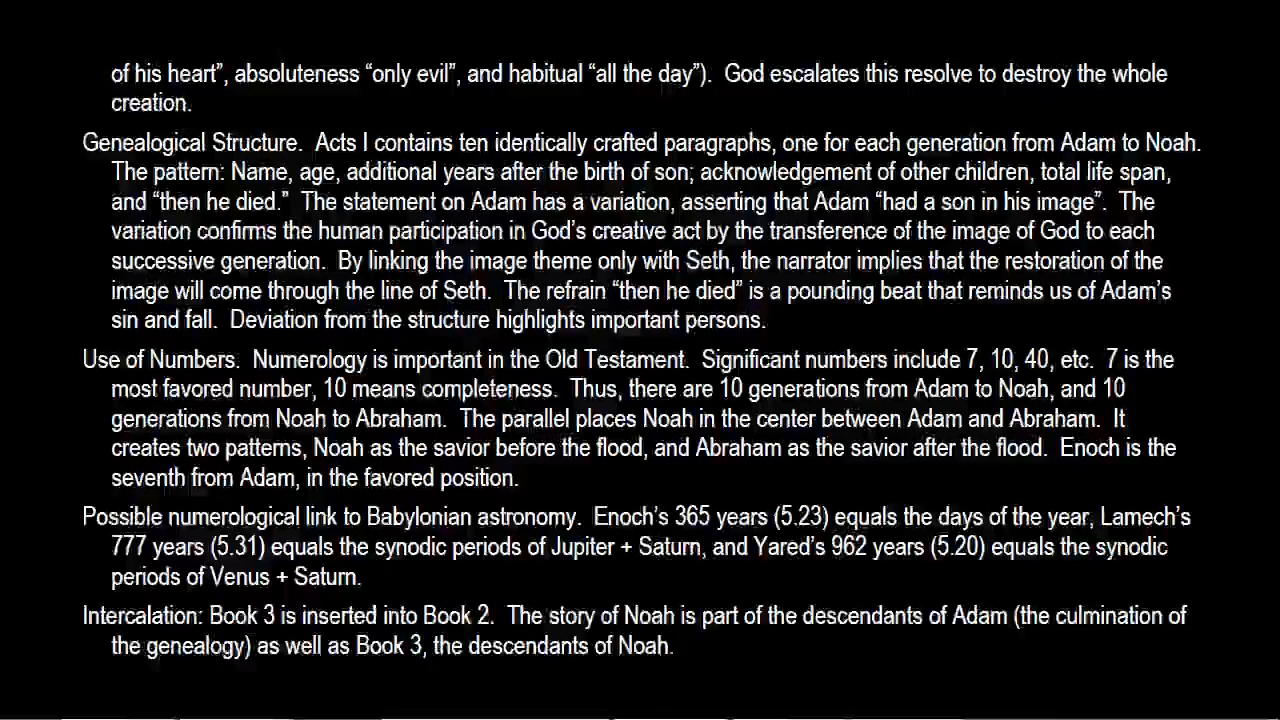 of his heart”, absoluteness “only evil”, and habitual “all the day”).  God escalates this resolve to destroy the whole
creation.
Genealogical Structure.  Acts I contains ten identically crafted paragraphs, one for each generation from Adam to Noah.
The pattern: Name, age, additional years after the birth of son; acknowledgement of other children, total life span,
and “then he died.”  The statement on Adam has a variation, asserting that Adam “had a son in his image”.  The
variation confirms the human participation in God’s creative act by the transference of the image of God to each
successive generation.  By linking the image theme only with Seth, the narrator implies that the restoration of the
image will come through the line of Seth.  The refrain “then he died” is a pounding beat that reminds us of Adam’s
sin and fall.  Deviation from the structure highlights important persons.
Use of Numbers.  Numerology is important in the Old Testament.  Significant numbers include 7, 10, 40, etc.  7 is the
most favored number, 10 means completeness.  Thus, there are 10 generations from Adam to Noah, and 10
generations from Noah to Abraham.  The parallel places Noah in the center between Adam and Abraham.  It
creates two patterns, Noah as the savior before the flood, and Abraham as the savior after the flood.  Enoch is the
seventh from Adam, in the favored position.
Possible numerological link to Babylonian astronomy.  Enoch’s 365 years (5.23) equals the days of the year, Lamech’s
777 years (5.31) equals the synodic periods of Jupiter + Saturn, and Yared’s 962 years (5.20) equals the synodic
periods of Venus + Saturn.
Intercalation: Book 3 is inserted into Book 2.  The story of Noah is part of the descendants of Adam (the culmination of
the genealogy) as well as Book 3, the descendants of Noah.